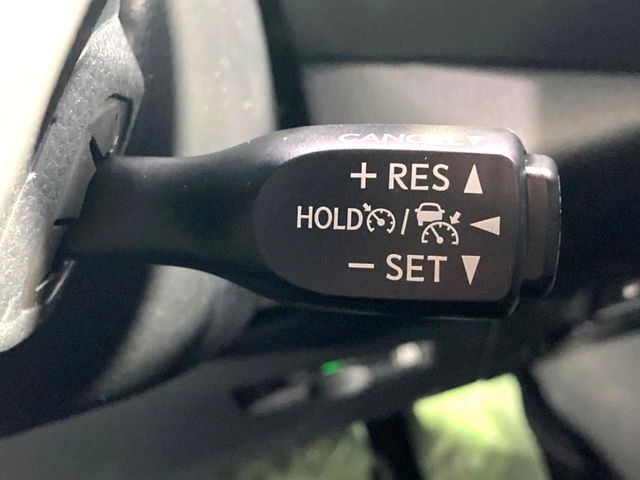 CANCEL
+ RES
HOLD /
− SET